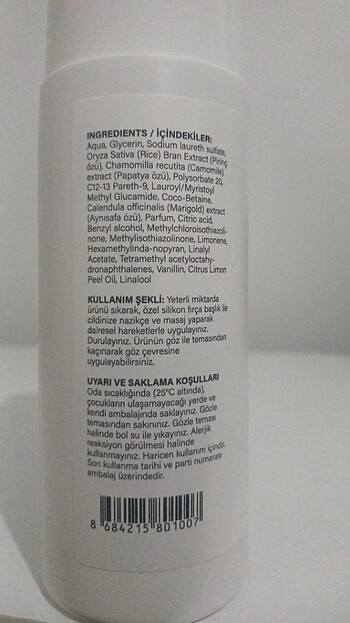 INGREDIENTS / İÇİNDEKİLER:
Aqua, Glycerin, Sodium laureth sulfate,
Oryza Sativa (Rice) Bran Extract (Pirinç
özü), Chamomilla recutita (Camomile)
extract (Papatya özü), Polysorbate 20,
C12-13 Pareth-9, Lauroyl/Myristoyl
Methyl Glucamide, Coco-Betaine,
Calendula officinalis (Marigold) extract
(Aynısafa özü), Parfum, Citric acid,
Benzyl alcohol, Methylchloroisothiazoli-
none, Methylisothiazolinone, Limonene,
Hexamethylinda-nopyran, Linalyl
Acetate, Tetramethyl acetyloctahy-
dronaphthalenes, Vanillin, Citrus Limon
Peel Oil, Linalool
KULLANIM ŞEKLİ: Yeterli miktarda
ürünü sıkarak, özel silikon fırça başlık ile
cildinize nazikçe ve masaj yaparak
dairesel hareketlerle uygulayınız.
Durulayınız. Ürünün göz ile temasından
kaçınarak göz çevresine
uygulayabilirsiniz.
UYARI VE SAKLAMA KOŞULLARI
Oda sıcaklığında (25°C altında),
çocukların ulaşamayacağı yerde ve
kendi ambalajında saklayınız. Gözle
temasından sakınınız. Gözle teması
halinde bol su ile yıkayınız. Alerjik
reaksiyon görülmesi halinde
kullanmayınız. Haricen kullanım içindir.
Son kullanma tarihi ve parti numarası
ambalaj üzerindedir.
8 684215 801007